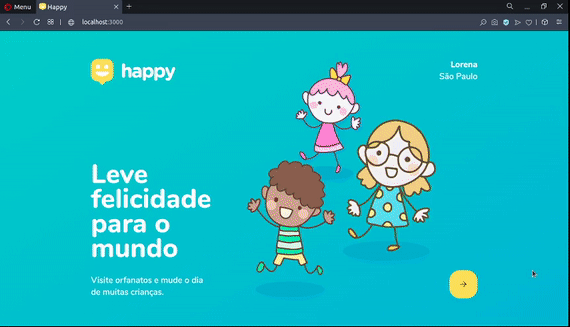 Menu
Happy
localhost:3000
happy
Lorena
São Paulo
Leve
felicidade
para o
mundo
Visite orfanatos e mude o dia
de muitas crianças.